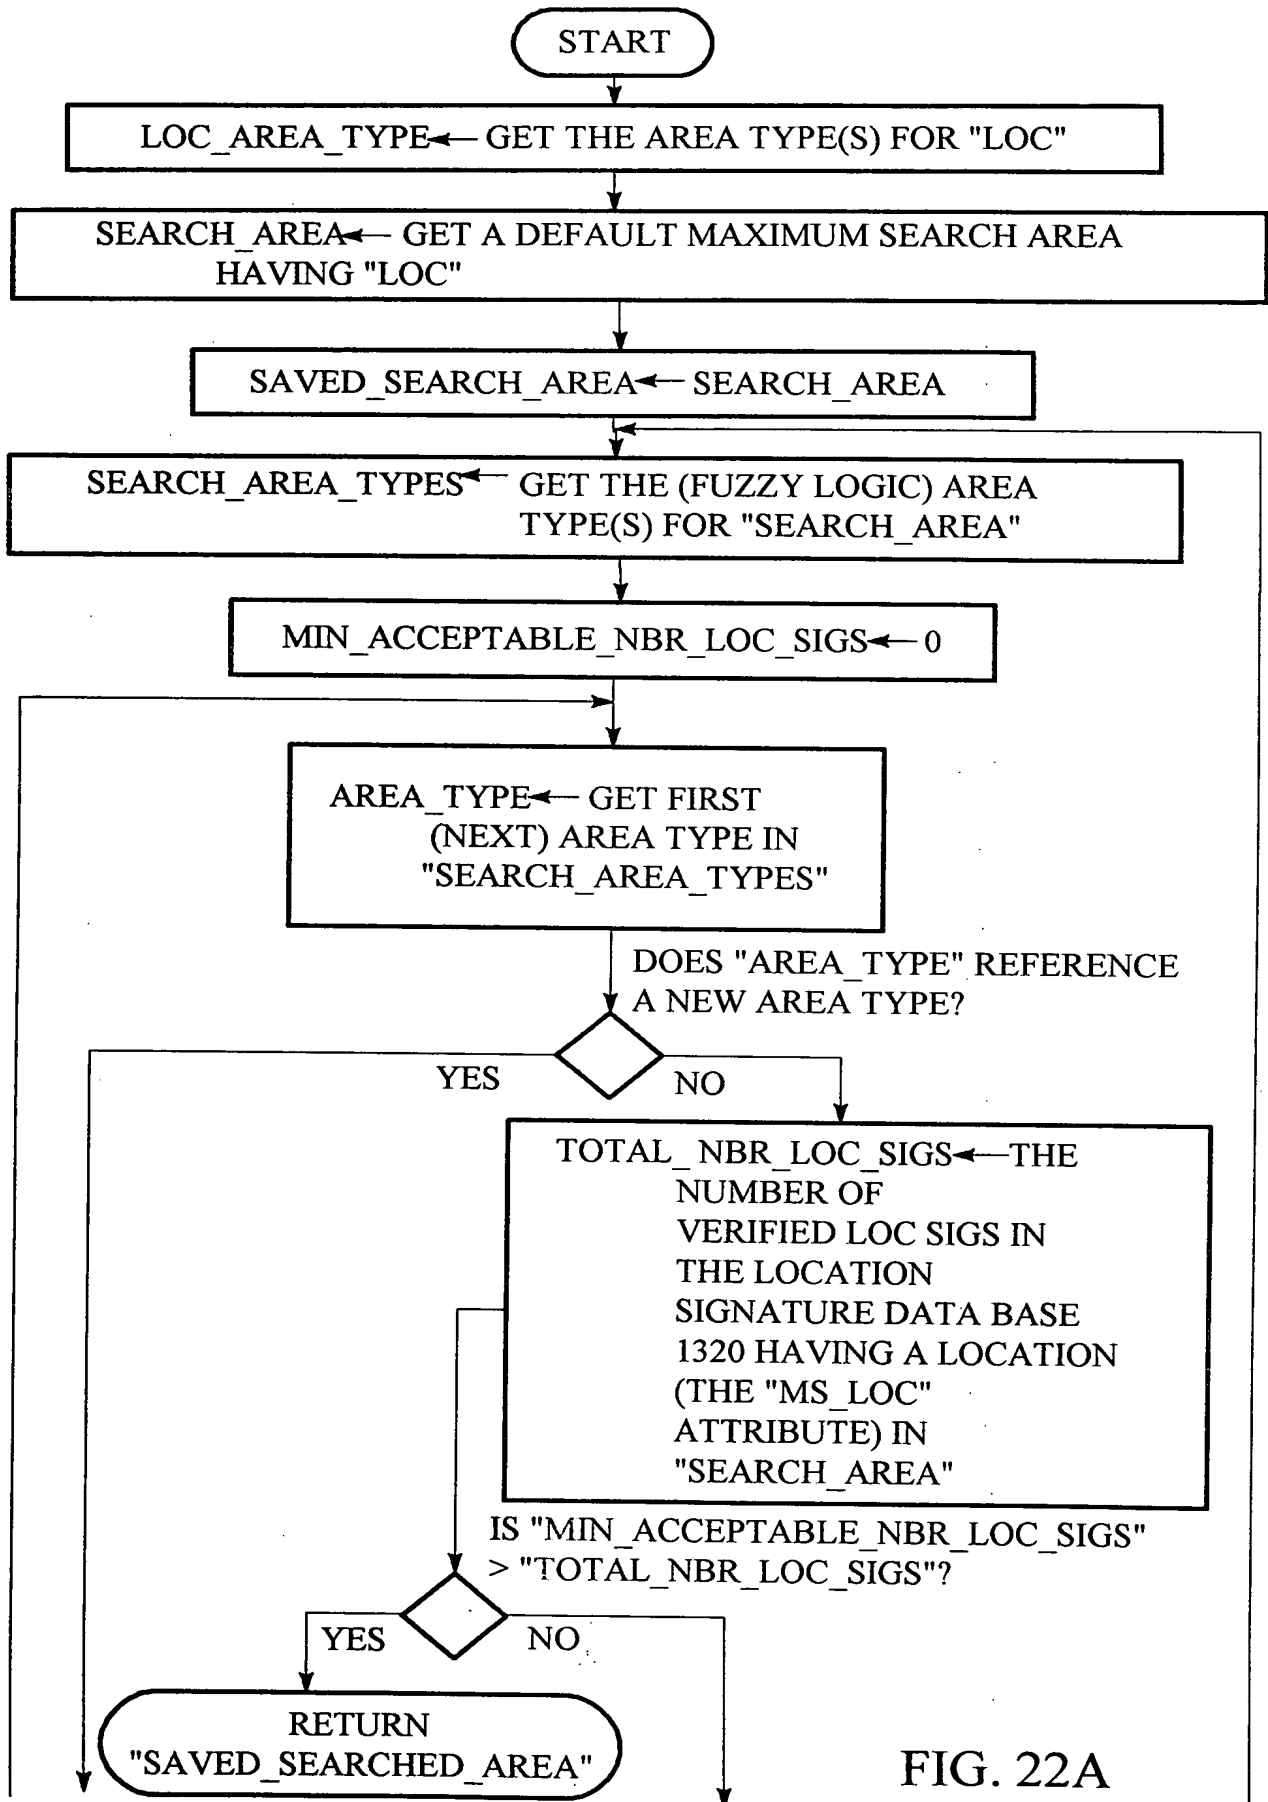 START
LOC_AREA_TYPE← GET THE AREA TYPE(S) FOR "LOC"
SEARCH_AREA← GET A DEFAULT MAXIMUM SEARCH AREA
HAVING "LOC"
SAVED_SEARCH_AREA← SEARCH_AREA
SEARCH_AREA_TYPES← GET THE (FUZZY LOGIC) AREA
TYPE(S) FOR "SEARCH_AREA"
MIN_ACCEPTABLE_NBR_LOC_SIGS← 0
AREA_TYPE← GET FIRST
(NEXT) AREA TYPE IN
"SEARCH_AREA_TYPES"
DOES "AREA_TYPE" REFERENCE
A NEW AREA TYPE?
YES
NO
TOTAL_ NBR_LOC_SIGS←THE
NUMBER OF
VERIFIED LOC SIGS IN
THE LOCATION
SIGNATURE DATA BASE
1320 HAVING A LOCATION
(THE "MS_LOC"
ATTRIBUTE) IN
"SEARCH_AREA"
IS "MIN_ACCEPTABLE_NBR_LOC_SIGS"
> "TOTAL_NBR_LOC_SIGS"?
YES
NO
RETURN
"SAVED_SEARCHED_AREA"
FIG. 22A